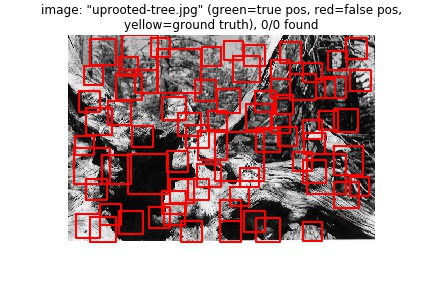 image: "uprooted-tree.jpg" (green=true pos, red=false pos,
yellow=ground truth), 0/0 found